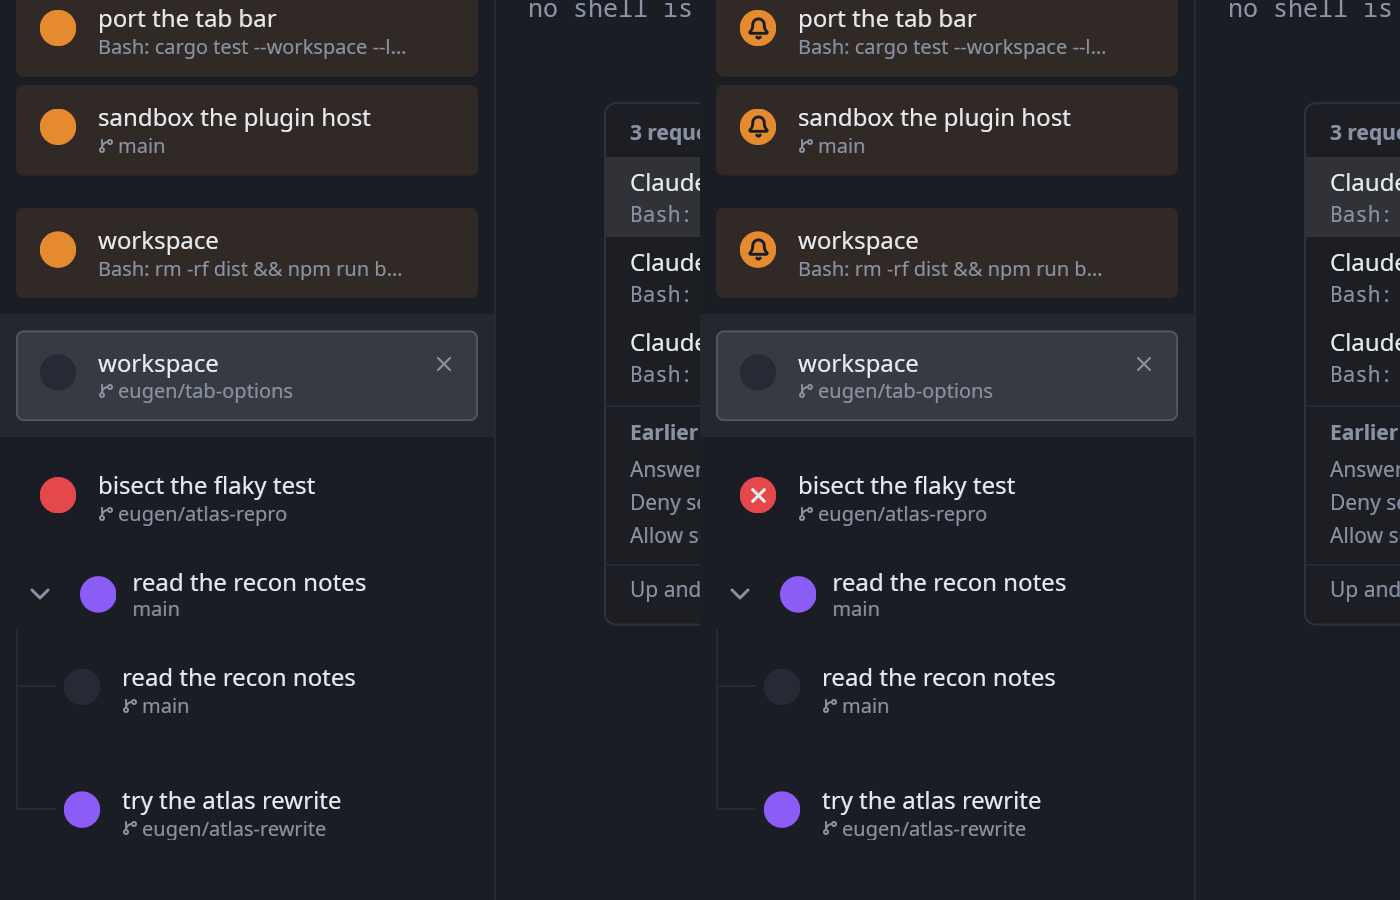 port the tab bar
Bash: cargo test --workspace --l...
sandbox the plugin host
main
workspace
Bash: rm -rf dist && npm run b...
workspace
eugen/tab-options
bisect the flaky test
eugen/atlas-repro
read the recon notes
main
read the recon notes
main
try the atlas rewrite
eugen/atlas-rewrite
no shell is
3 reque
Claude
Bash:
Claude
Bash:
Claude
Bash:
Earlier
Answer
Deny se
Allow s
Up and
port the tab bar
Bash: cargo test --workspace --l...
sandbox the plugin host
main
workspace
Bash: rm -rf dist && npm run b...
workspace
eugen/tab-options
bisect the flaky test
eugen/atlas-repro
read the recon notes
main
read the recon notes
main
try the atlas rewrite
eugen/atlas-rewrite
no shell is
3 reque
Claude
Bash:
Claude
Bash:
Claude
Bash:
Earlier
Answer
Deny se
Allow s
Up and